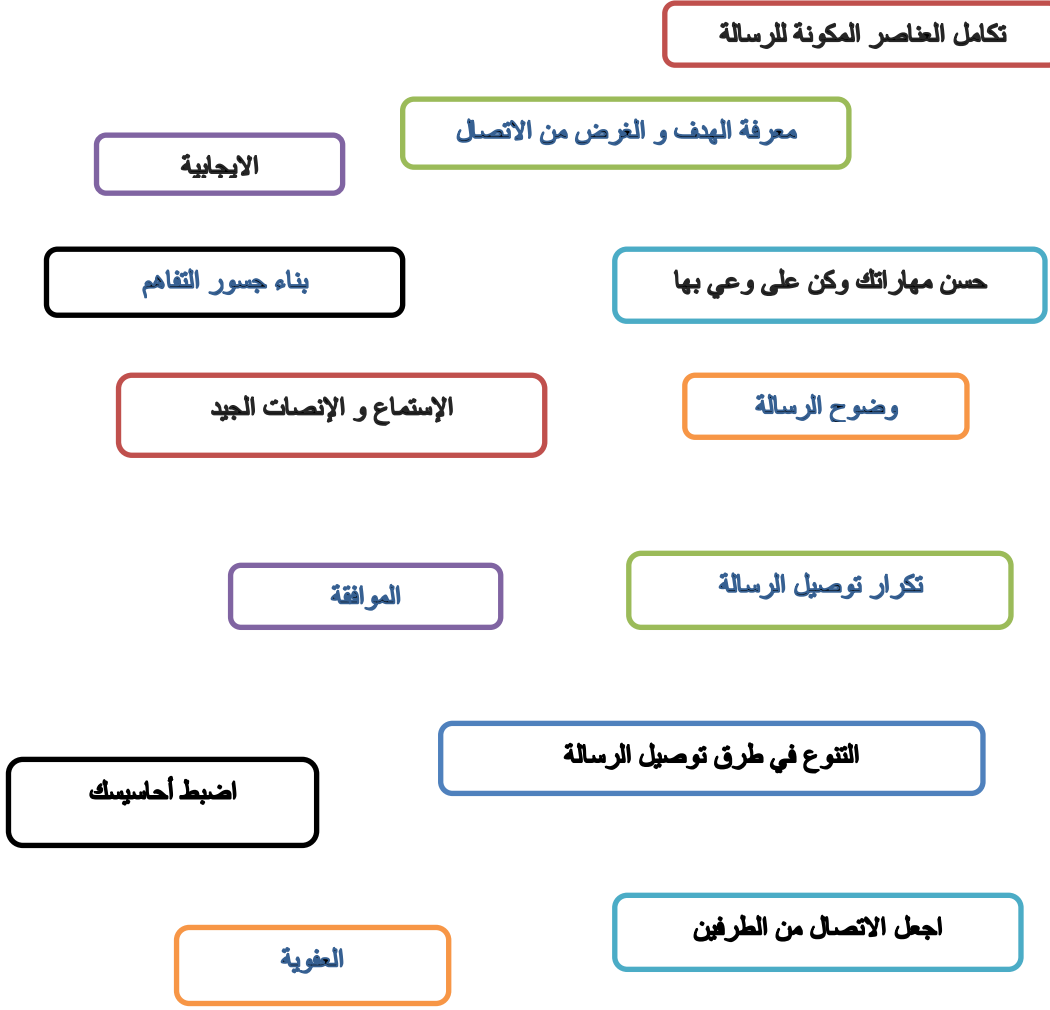 تكامل العناصر المكونة للرسالة
معرفة الهدف و الغرض من الاتصال
الايجابية
حسن مهاراتك وكن على وعي بها
بناء جسور التفاهم
وضوح الرسالة
الإستماع و الإنصات الجيد
تكرار توصيل الرسالة
الموافقة
التنوع في طرق توصيل الرسالة
اضبط أحاسيسك
اجعل الاتصال من الطرفين
العفوية